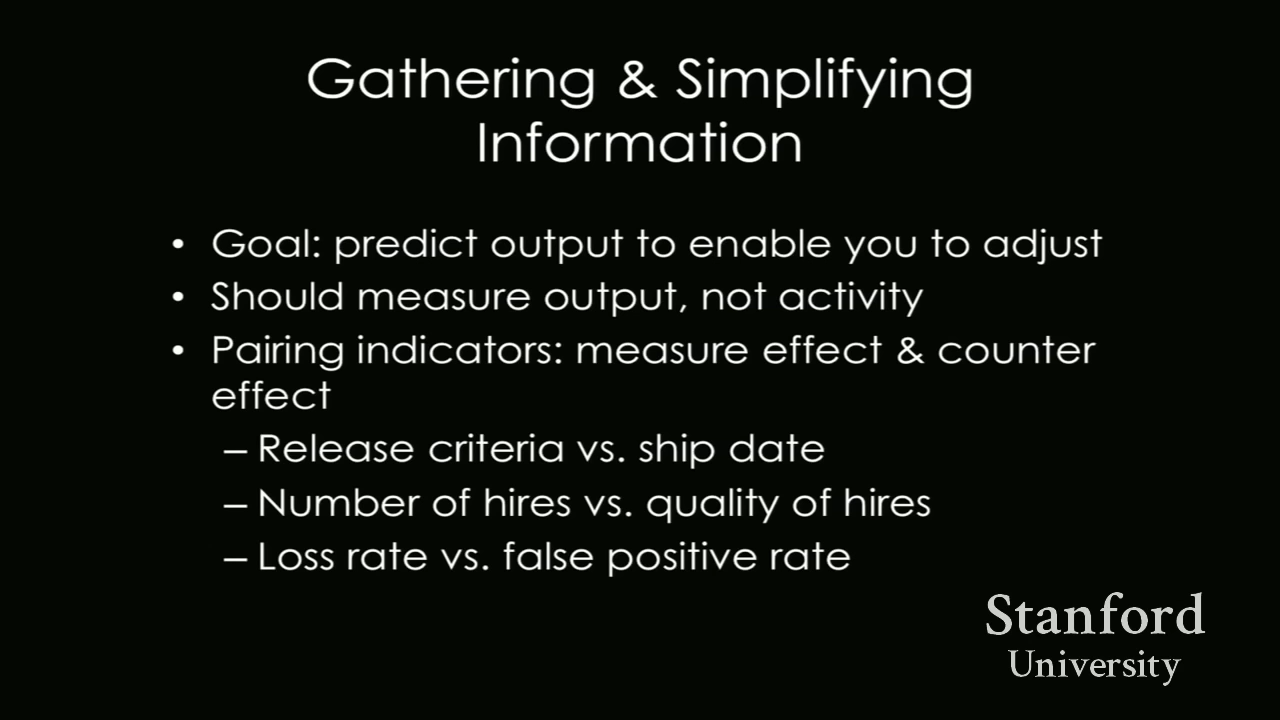 Gathering & Simplifying
Information
• Goal: predict output to enable you to adjust
• Should measure output, not activity
• Pairing indicators: measure effect & counter
effect
– Release criteria vs. ship date
– Number of hires vs. quality of hires
– Loss rate vs. false positive rate
Stanford
University